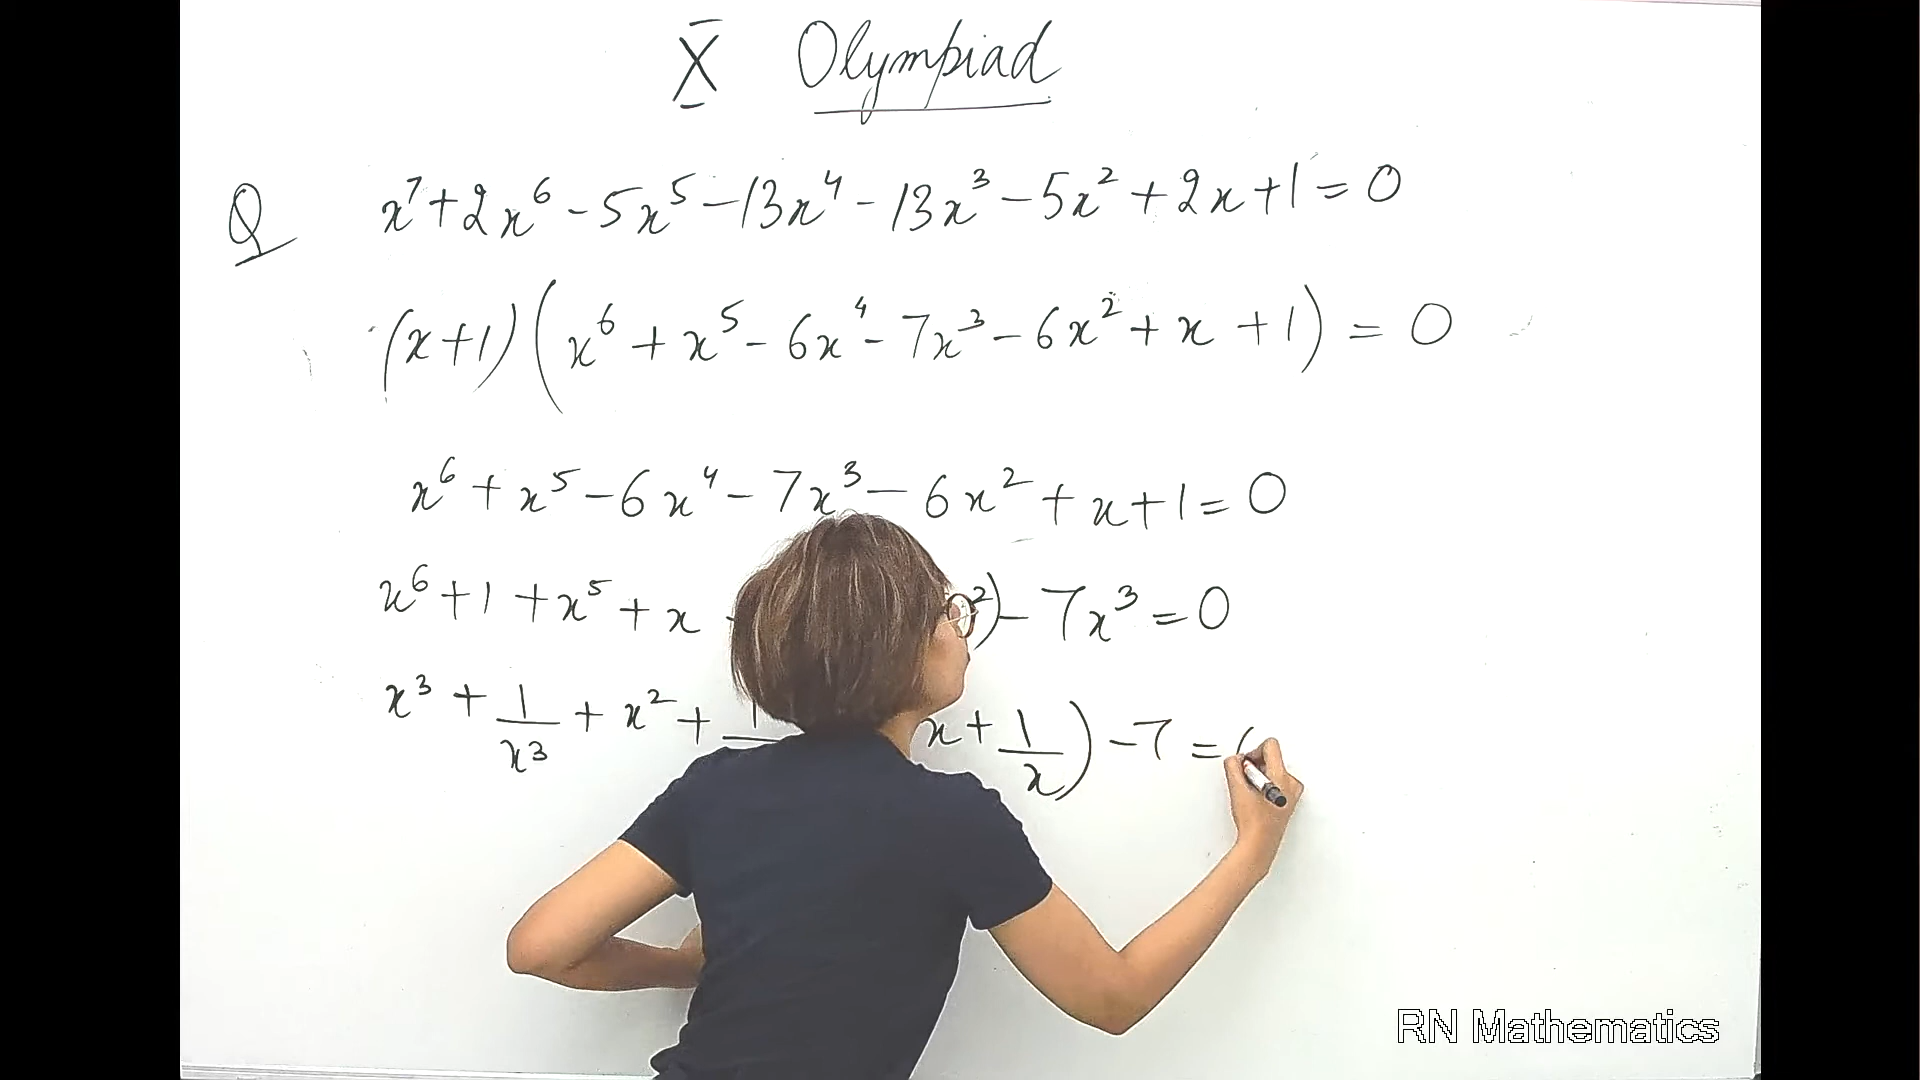 X Olympiad
Q x⁷+2x⁶-5x⁵-13x⁴-13x³-5x²+2x+1=0
(x+1)(x⁶+x⁵-6x⁴-7x³-6x²+x+1)=0
x⁶+x⁵-6x⁴-7x³-6x²+x+1=0
x⁶+1+x⁵+x - ²)-7x³=0
x³+1/x³+x²+1/ x+1/x)-7=
RN Mathematics